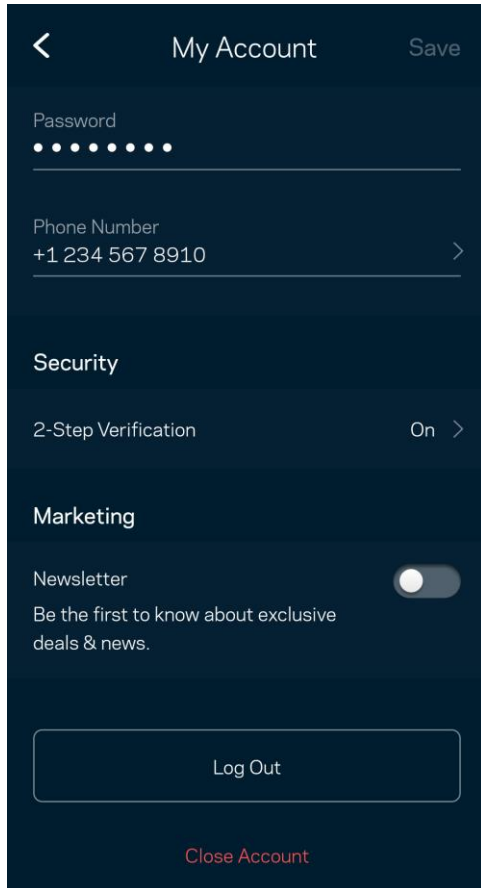 My Account
Save
Password
Phone Number
+1 234 567 8910
Security
2-Step Verification
On
Marketing
Newsletter
Be the first to know about exclusive
deals & news.
Log Out
Close Account